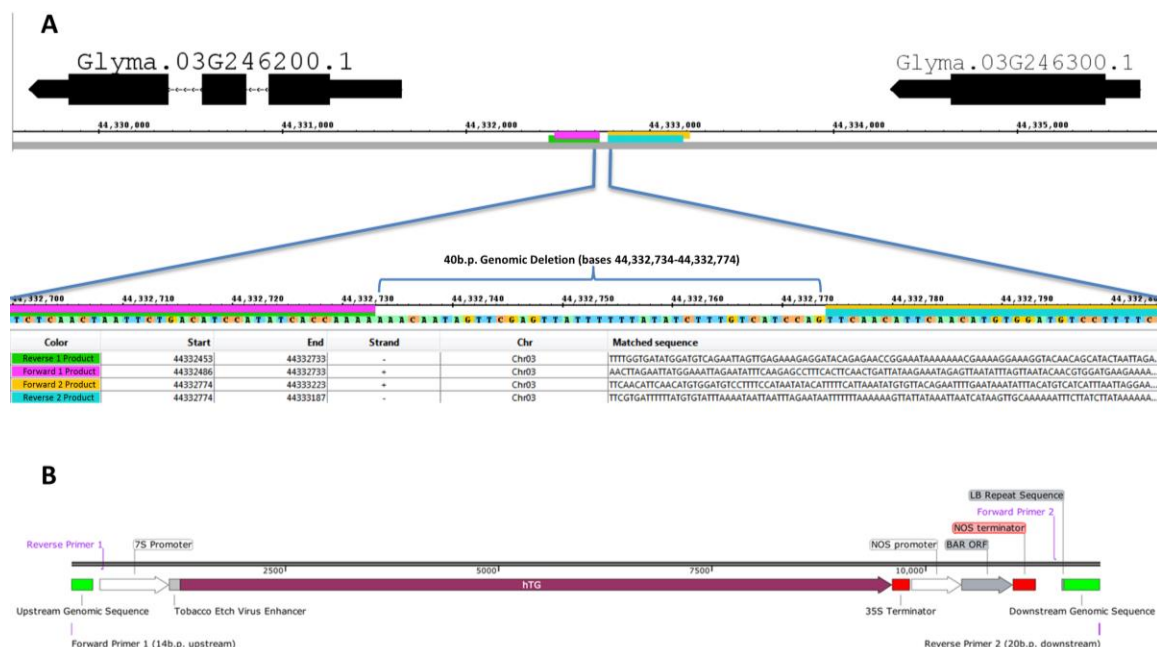 A
Glyma.03G246200.1
Glyma.03G246300.1
44,330,000 44,331,000 44,332,000 44,333,000 44,334,000 44,335,000
40b.p. Genomic Deletion (bases 44,332,734-44,332,774)
44,332,700 44,332,710 44,332,720 44,332,730 44,332,740 44,332,750 44,332,760 44,332,770 44,332,780 44,332,790
TCTCAACTAATTCTGACATCCATATCACCAAAAAAACAATAGTTCGAGTTATTTTTTATATCTTTGTCATCCAGTTCAACATTCAACATGTGGATGTCCTTTTC
Color Start End Strand Chr Matched sequence
Reverse 1 Product 44332453 44332733 - Chr03 TTTTGGTGATATGGATGTCAGAATTAGTTGAGAAAGAGGATACAGAGAACCGGAAATAAAAAAACGAAAAGGAAAGGTACAACAGCATACTAATTAGA...
Forward 1 Product 44332486 44332733 + Chr03 AACTTAGAATTATGGAAATTAGAATATTTCAAGAGCCTTTCACTTCAACTGATTATAAGAAATAGAGTTAATATTTAGTTAATACAACGTGGATGAAGAAAA...
Forward 2 Product 44332774 44333223 + Chr03 TTCAACATTCAACATGTGGATGTCCTTTTCCATAATATACATTTTTCATTAAATATGTGTTACAGAATTTTGAATAAATATTTACATGTCATCATTTAATTAGGAA...
Reverse 2 Product 44332774 44333187 - Chr03 TTCGTGATTTTTTATGTGTATTTAAAATAATTAATTTAGAATAATTTTTTTAAAAAAGTTATTATAAATTAATCATAAGTTGCAAAAAATTTCTTATCTTATAAAAAA...
B
LB Repeat Sequence
Forward Primer 2
NOS terminator
Reverse Primer 1 7S Promoter NOS promoter BAR ORF
2500 5000 7500 10,000
hTG
Upstream Genomic Sequence Tobacco Etch Virus Enhancer 35S Terminator Downstream Genomic Sequence
Forward Primer 1 (14b.p. upstream) Reverse Primer 2 (20b.p. downstream)